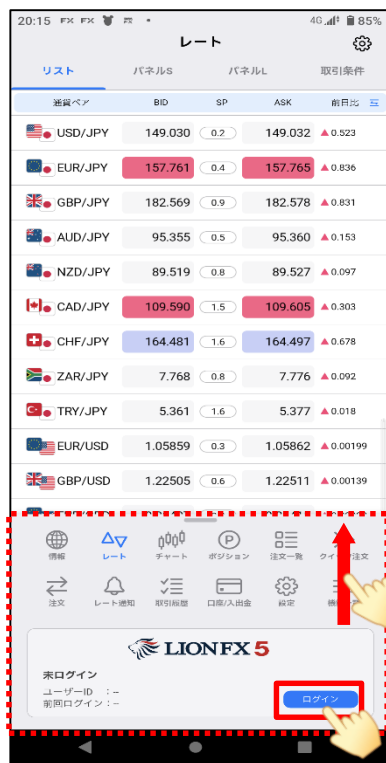 20:15 FX FX
4G 85%
レート
リスト パネルS パネルL 取引条件
通貨ペア BID SP ASK 前日比
USD/JPY 149.030 0.2 149.032 ▲0.523
EUR/JPY 157.761 0.4 157.765 ▲0.836
GBP/JPY 182.569 0.9 182.578 ▲0.831
AUD/JPY 95.355 0.5 95.360 ▲0.153
NZD/JPY 89.519 0.8 89.527 ▲0.097
CAD/JPY 109.590 1.5 109.605 ▲0.303
CHF/JPY 164.481 1.6 164.497 ▲0.678
ZAR/JPY 7.768 0.8 7.776 ▲0.092
TRY/JPY 5.361 1.6 5.377 ▲0.018
EUR/USD 1.05859 0.3 1.05862 ▲0.00199
GBP/USD 1.22505 0.6 1.22511 ▲0.00139
情報 レート チャート ポジション 注文一覧
注文 レート通知 取引履歴 口座/入出金 設定
LION FX 5
未ログイン
ユーザーID :−
前回ログイン:−
ログイン